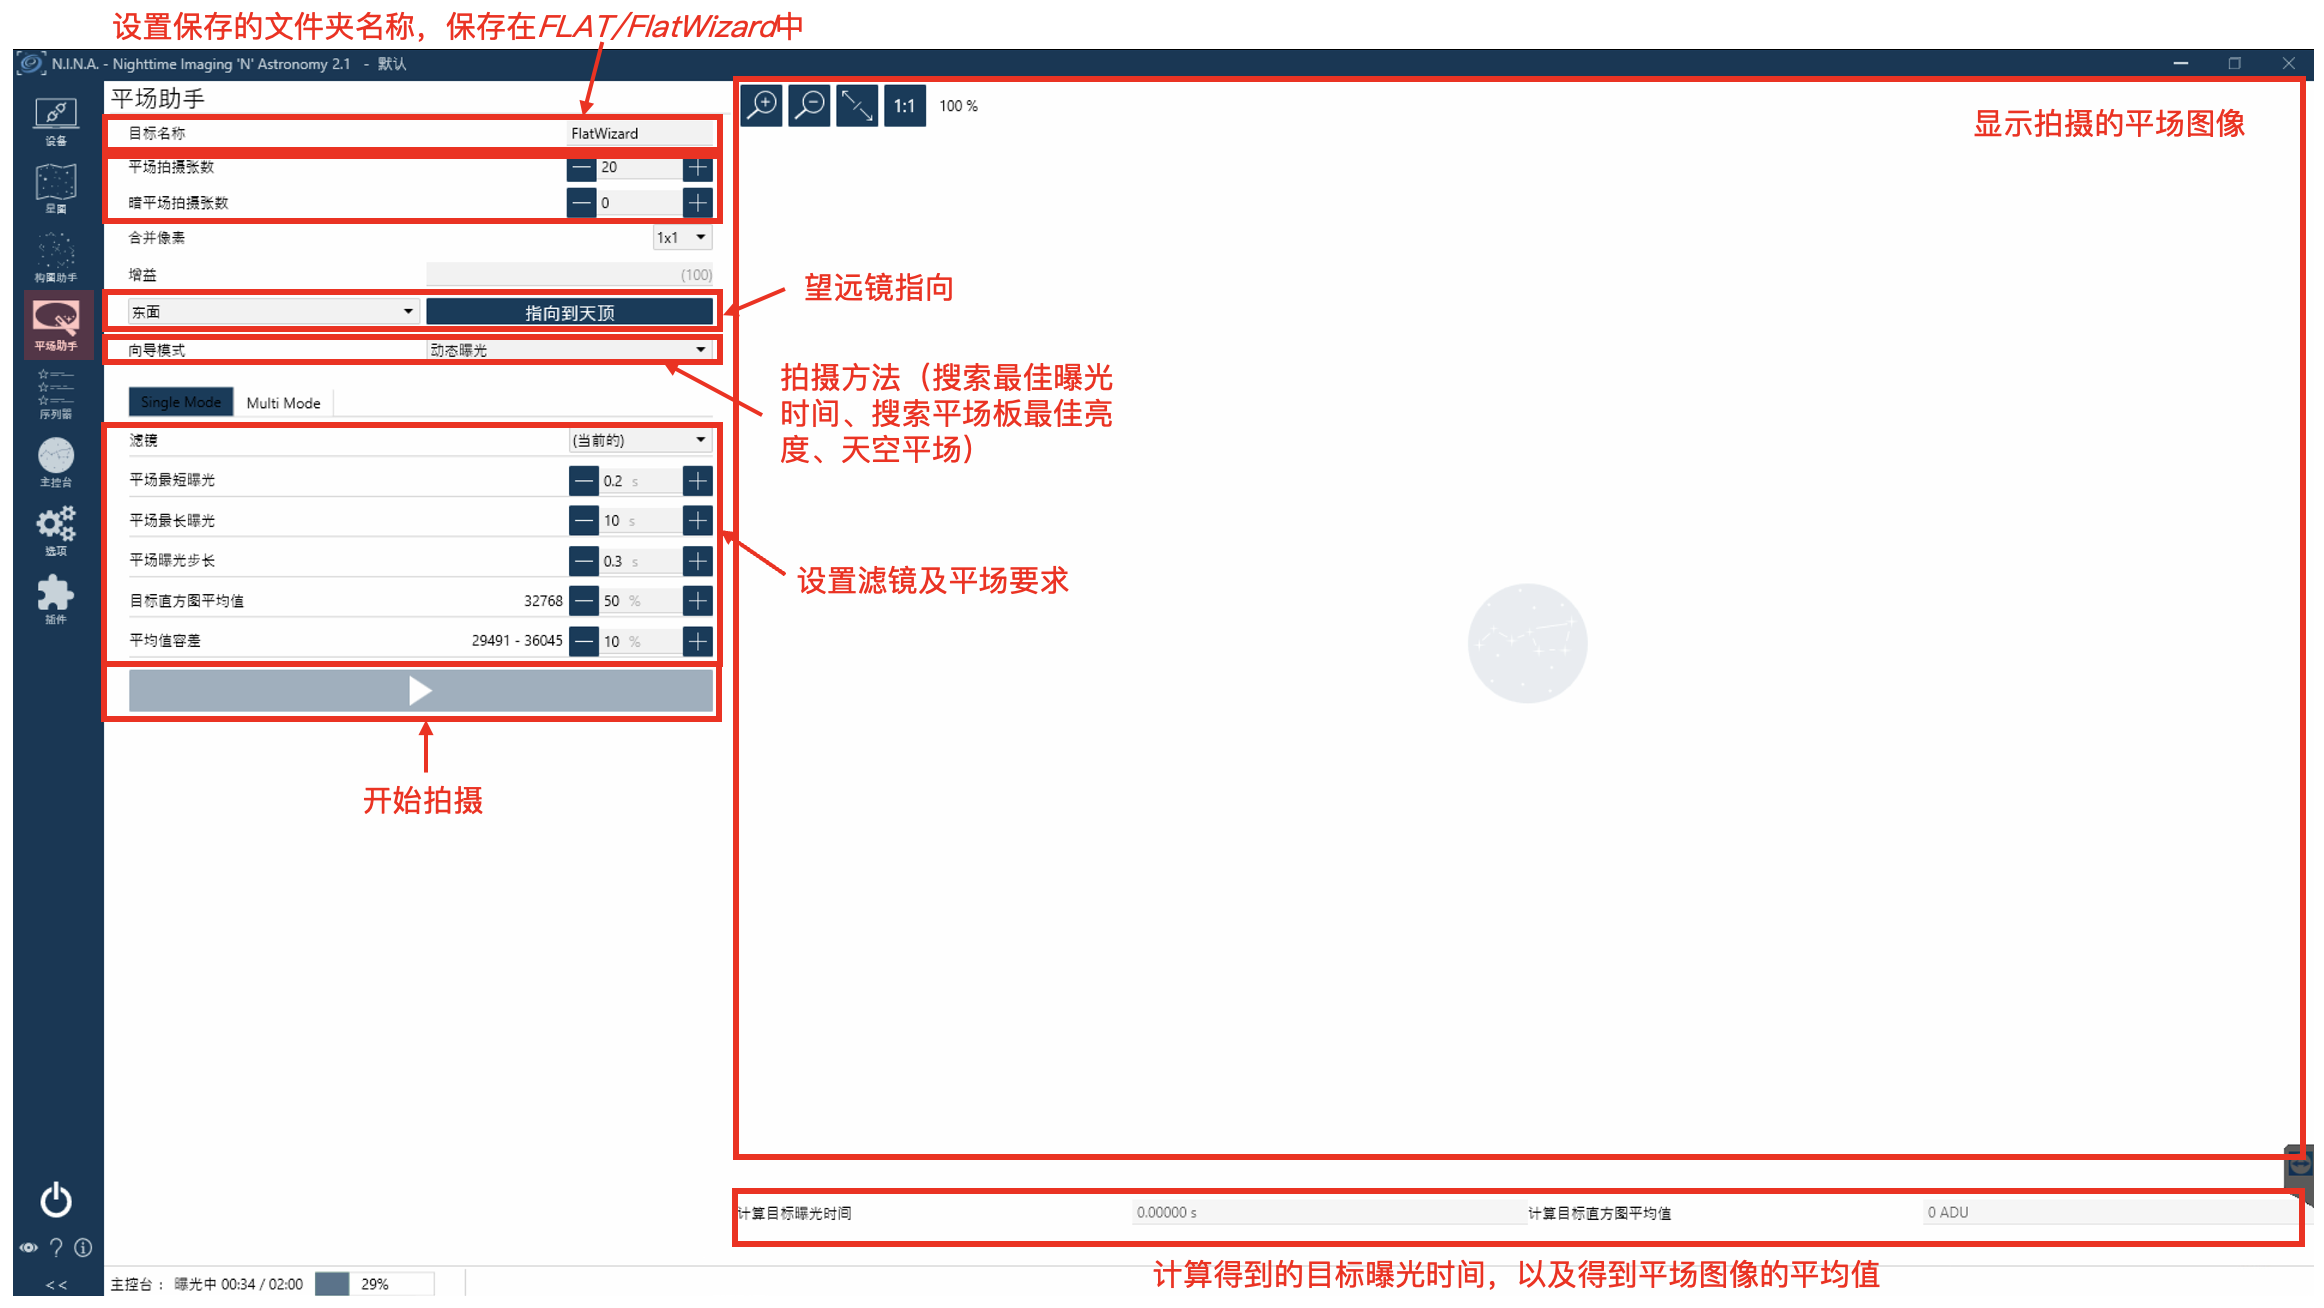 设置保存的文件夹名称，保存在FLAT/FlatWizard中
N.I.N.A. - Nighttime Imaging 'N' Astronomy 2.1 - 默认
设备
星图
构图助手
平场助手
序列器
主控台
选项
插件
<<
平场助手
目标名称 FlatWizard
平场拍摄张数 20
暗平场拍摄张数 0
合并像素 1x1
增益 (100)
东面 指向到天顶
向导模式 动态曝光
Single Mode Multi Mode
滤镜 (当前的)
平场最短曝光 0.2 s
平场最长曝光 10 s
平场曝光步长 0.3 s
目标直方图平均值 32768 50 %
平均值容差 29491 - 36045 10 %
开始拍摄
1:1 100 %
显示拍摄的平场图像
望远镜指向
拍摄方法（搜索最佳曝光
时间、搜索平场板最佳亮
度、天空平场）
设置滤镜及平场要求
计算目标曝光时间 0.00000 s 计算目标直方图平均值 0 ADU
计算得到的目标曝光时间，以及得到平场图像的平均值
主控台： 曝光中 00:34 / 02:00 29%